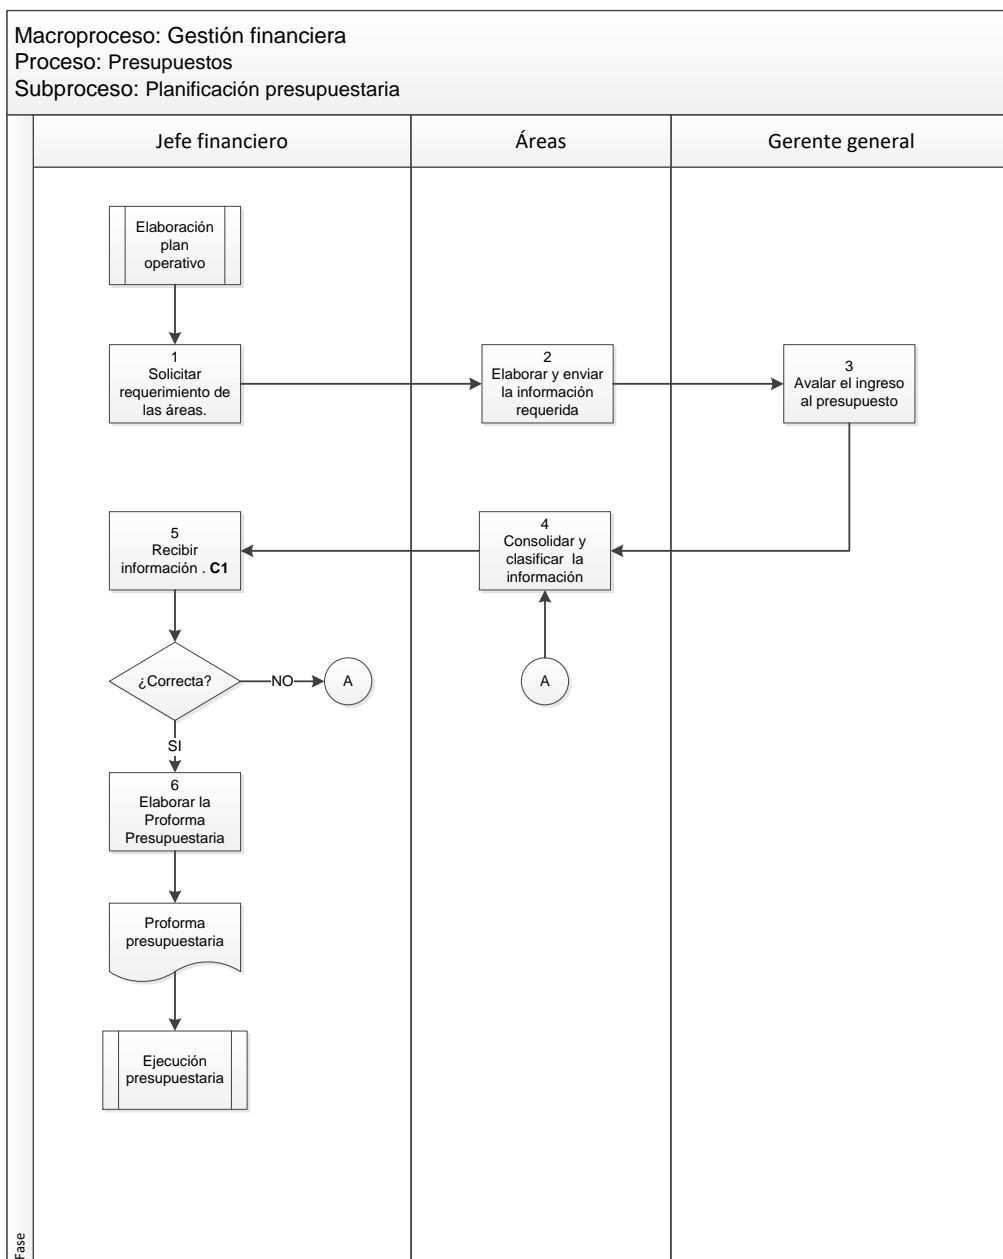 Macroproceso: Gestión financiera
Proceso: Presupuestos
Subproceso: Planificación presupuestaria
Jefe financiero
Áreas
Gerente general
Elaboración
plan
operativo
1
Solicitar
requerimiento de
las áreas.
2
Elaborar y enviar
la información
requerida
3
Avalar el ingreso
al presupuesto
5
Recibir
información . C1
4
Consolidar y
clasificar  la
información
¿Correcta?
NO
A
A
SI
6
Elaborar la
Proforma
Presupuestaria
Proforma
presupuestaria
Ejecución
presupuestaria
Fase